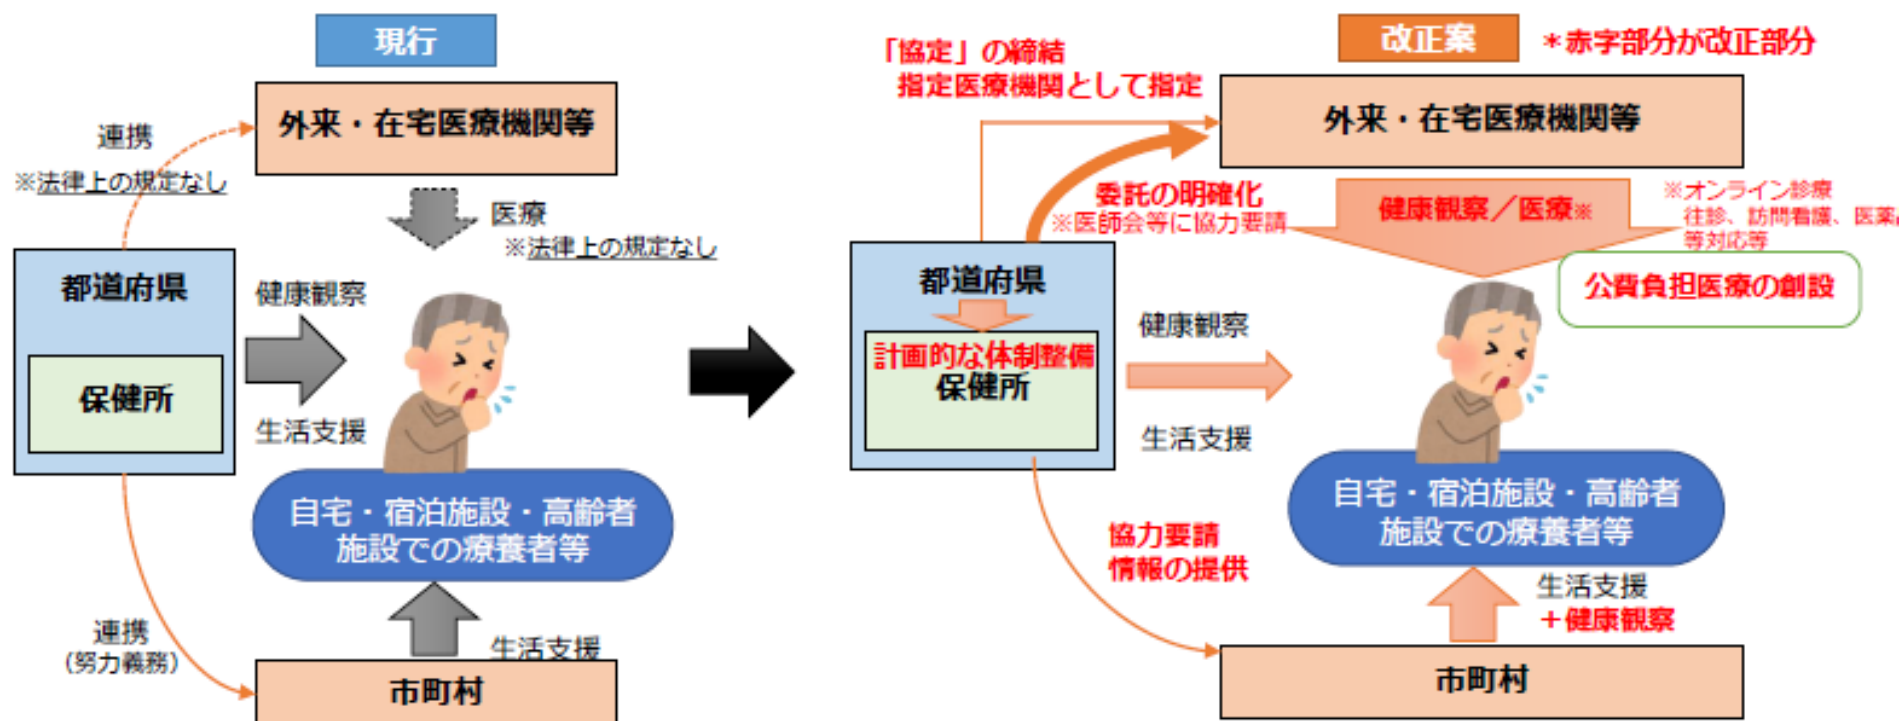 現行
外来・在宅医療機関等
連携
※法律上の規定なし
医療
※法律上の規定なし
都道府県
保健所
健康観察
生活支援
自宅・宿泊施設・高齢者
施設での療養者等
連携
(努力義務)
生活支援
市町村
改正案
*赤字部分が改正部分
「協定」の締結
指定医療機関として指定
外来・在宅医療機関等
委託の明確化
※医師会等に協力要請
健康観察／医療※
※オンライン診療
往診、訪問看護、医薬
等対応等
公費負担医療の創設
都道府県
計画的な体制整備
保健所
健康観察
生活支援
自宅・宿泊施設・高齢者
施設での療養者等
協力要請
情報の提供
生活支援
＋健康観察
市町村